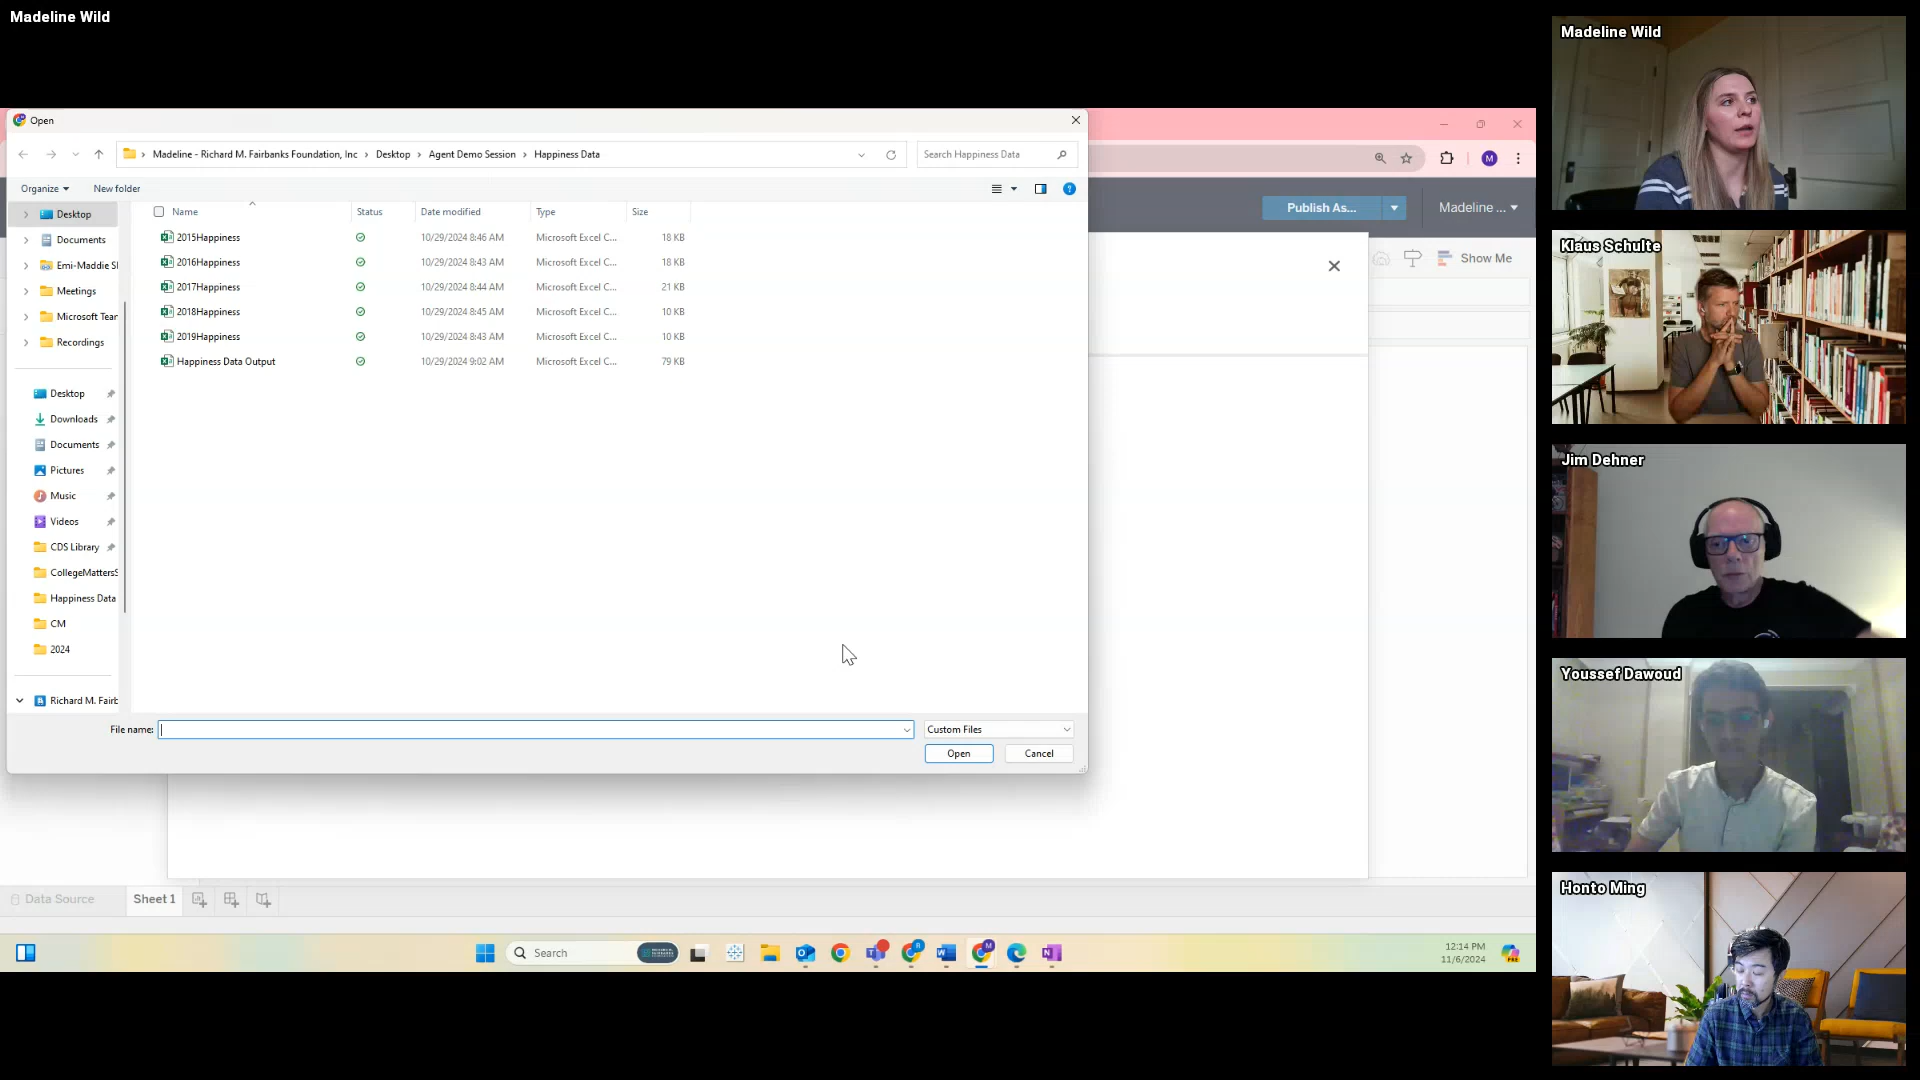 Madeline Wild
Open
Madeline - Richard M. Fairbanks Foundation, Inc › Desktop › Agent Demo Session › Happiness Data
Search Happiness Data
Organize
New folder
Name Status Date modified Type Size
2015Happiness 10/29/2024 8:46 AM Microsoft Excel C... 18 KB
2016Happiness 10/29/2024 8:43 AM Microsoft Excel C... 18 KB
2017Happiness 10/29/2024 8:44 AM Microsoft Excel C... 21 KB
2018Happiness 10/29/2024 8:45 AM Microsoft Excel C... 10 KB
2019Happiness 10/29/2024 8:43 AM Microsoft Excel C... 10 KB
Happiness Data Output 10/29/2024 9:02 AM Microsoft Excel C... 79 KB
Desktop
Documents
Emi-Maddie S
Meetings
Microsoft Tear
Recordings
Desktop
Downloads
Documents
Pictures
Music
Videos
CDS Library
CollegeMattersS
Happiness Data
CM
2024
Richard M. Fairb
File name:
Custom Files
Open
Cancel
M
Publish As...
Madeline ...
Show Me
Data Source
Sheet 1
Search
12:14 PM
11/6/2024
Madeline Wild
Klaus Schulte
Jim Dehner
Youssef Dawoud
Honto Ming